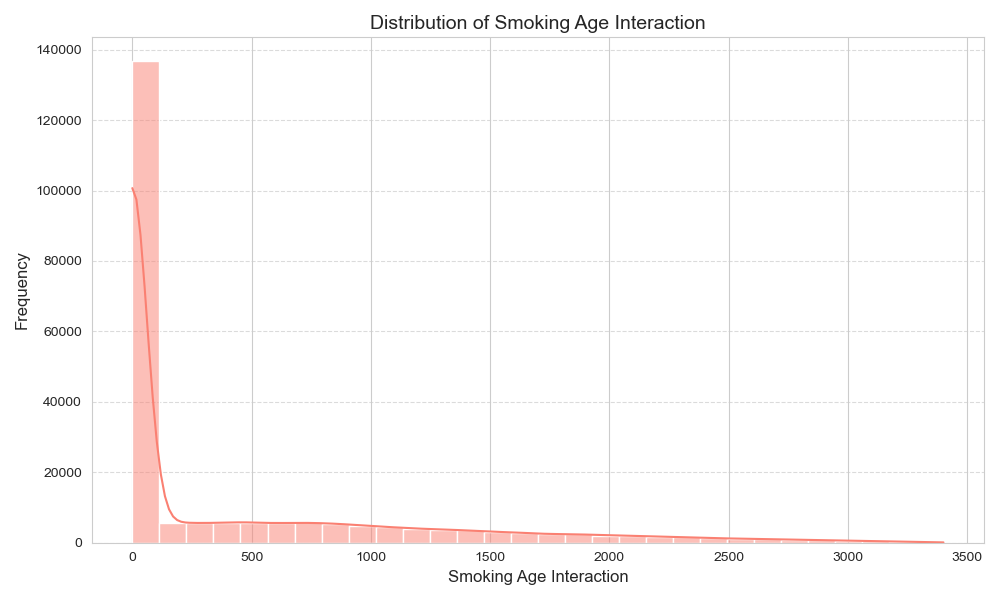 Distribution of Smoking Age Interaction
140000
120000
100000
80000
60000
40000
20000
0
Frequency
0 500 1000 1500 2000 2500 3000 3500
Smoking Age Interaction